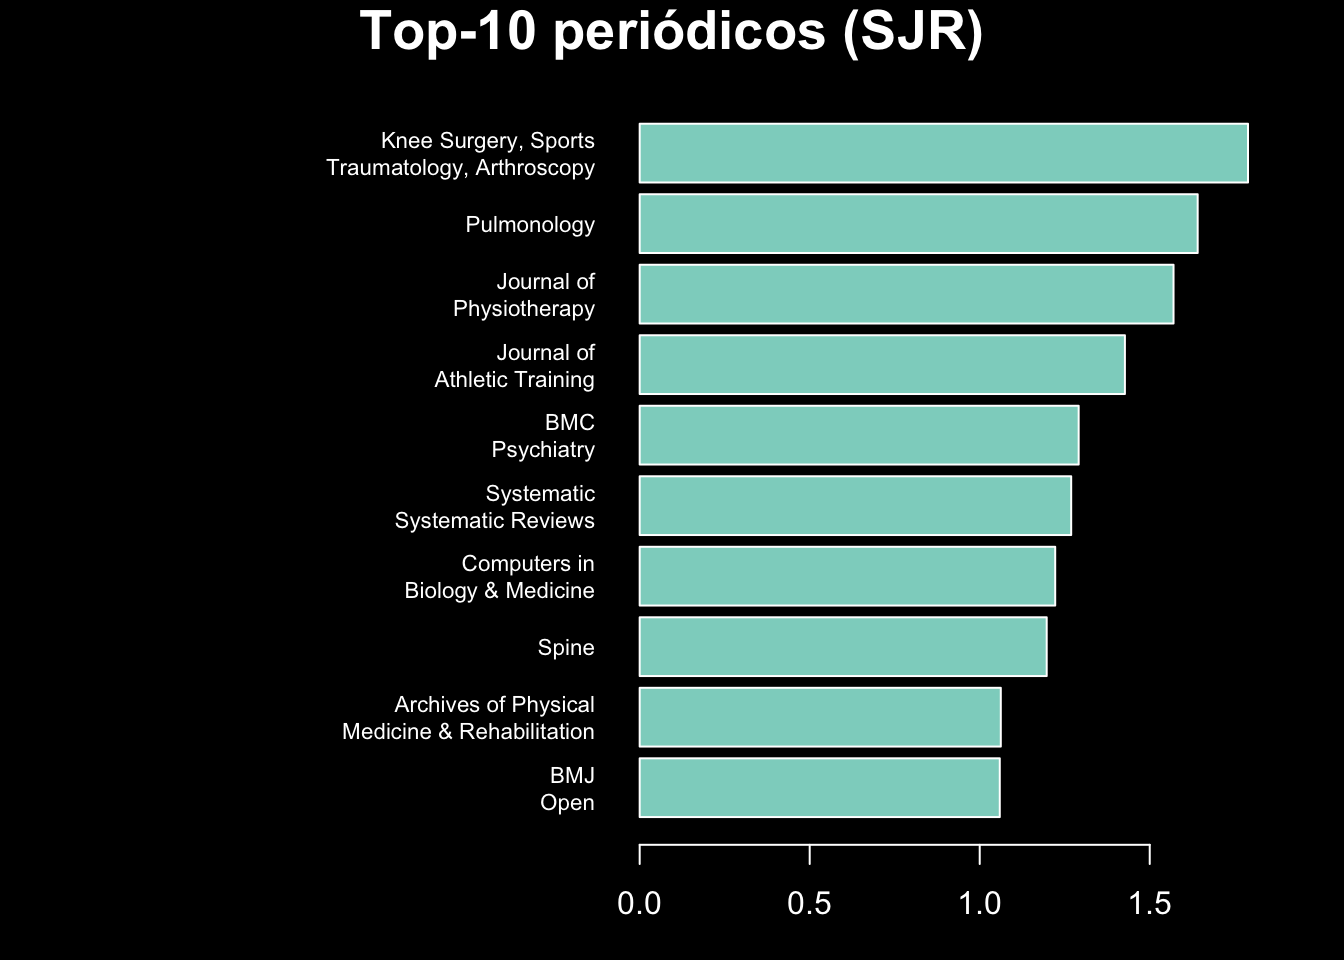 Top-10 periódicos (SJR)
Knee Surgery, Sports
Traumatology, Arthroscopy
Pulmonology
Journal of
Physiotherapy
Journal of
Athletic Training
BMC
Psychiatry
Systematic
Systematic Reviews
Computers in
Biology & Medicine
Spine
Archives of Physical
Medicine & Rehabilitation
BMJ
Open
0.0 0.5 1.0 1.5